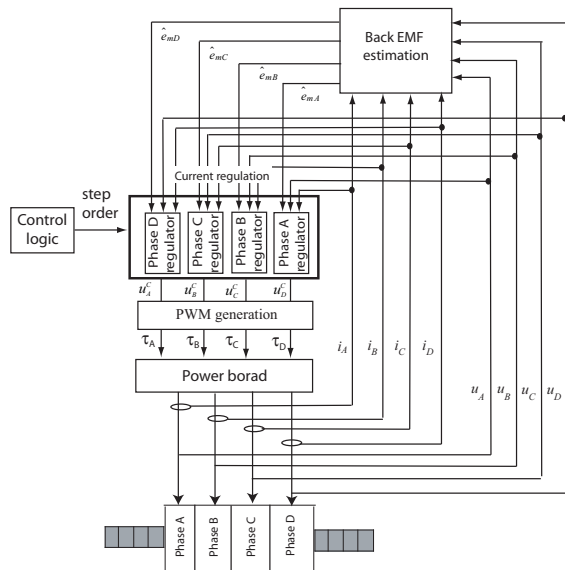 Back EMF
estimation
ê_mD
ê_mC
ê_mB
ê_mA
Current regulation
step
order
Control
logic
Phase D
regulator
Phase C
regulator
Phase B
regulator
Phase A
regulator
u_A^C
u_B^C
u_C^C
u_D^C
PWM generation
τ_A
τ_B
τ_C
τ_D
i_A
i_B
i_C
i_D
Power borad
u_A
u_B
u_C
u_D
Phase A
Phase B
Phase C
Phase D